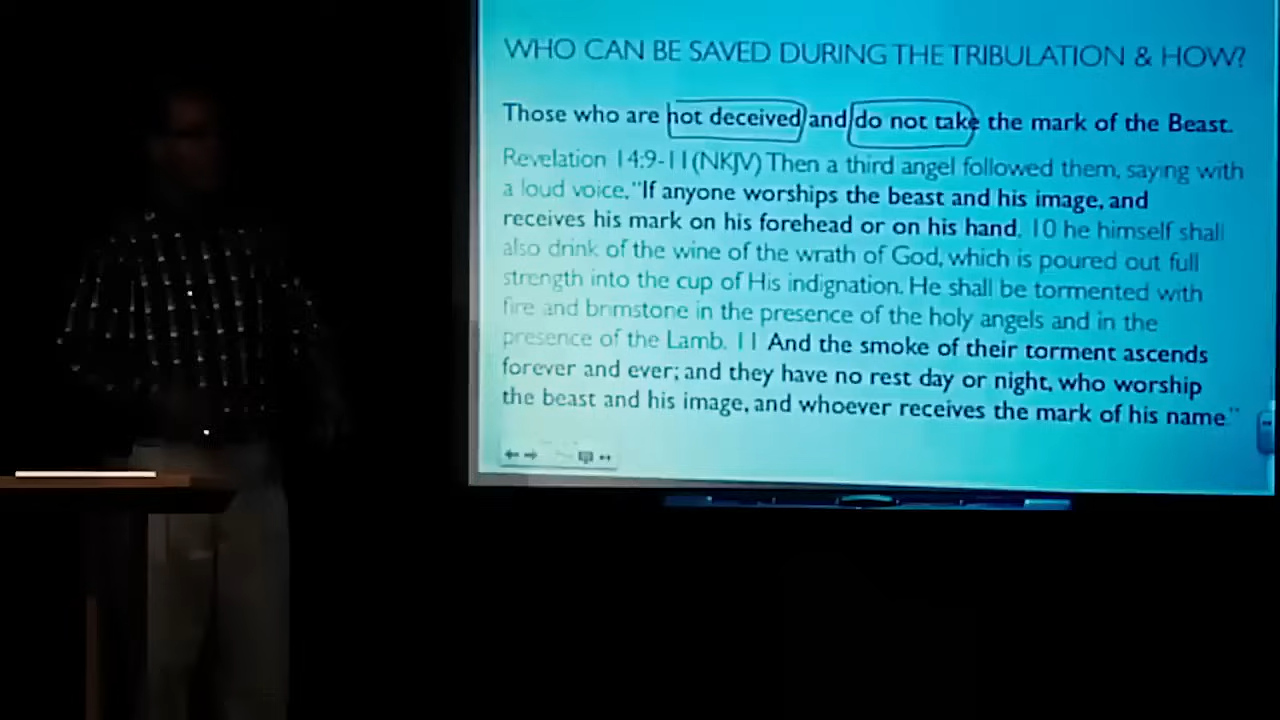 WHO CAN BE SAVED DURING THE TRIBULATION & HOW?
Those who are not deceived and do not take the mark of the Beast.
Revelation 14:9-11(NKJV) Then a third angel followed them, saying with
a loud voice, "If anyone worships the beast and his image, and
receives his mark on his forehead or on his hand, 10 he himself shall
also drink of the wine of the wrath of God, which is poured out full
strength into the cup of His indignation. He shall be tormented with
fire and brimstone in the presence of the holy angels and in the
presence of the Lamb. 11 And the smoke of their torment ascends
forever and ever; and they have no rest day or night, who worship
the beast and his image, and whoever receives the mark of his name"